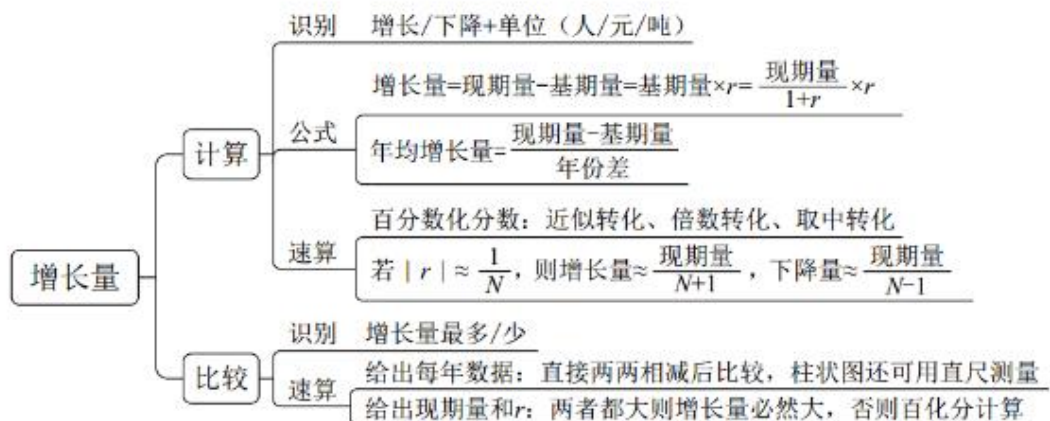 增长量
计算
识别 增长/下降+单位（人/元/吨）
公式
增长量=现期量-基期量=基期量×r=现期量/1+r×r
年均增长量=现期量-基期量/年份差
速算
百分数化分数：近似转化、倍数转化、取中转化
若|r|≈1/N，则增长量≈现期量/N+1，下降量≈现期量/N-1
比较
识别 增长量最多/少
速算
给出每年数据：直接两两相减后比较，柱状图还可用直尺测量
给出现期量和r：两者都大则增长量必然大，否则百化分计算